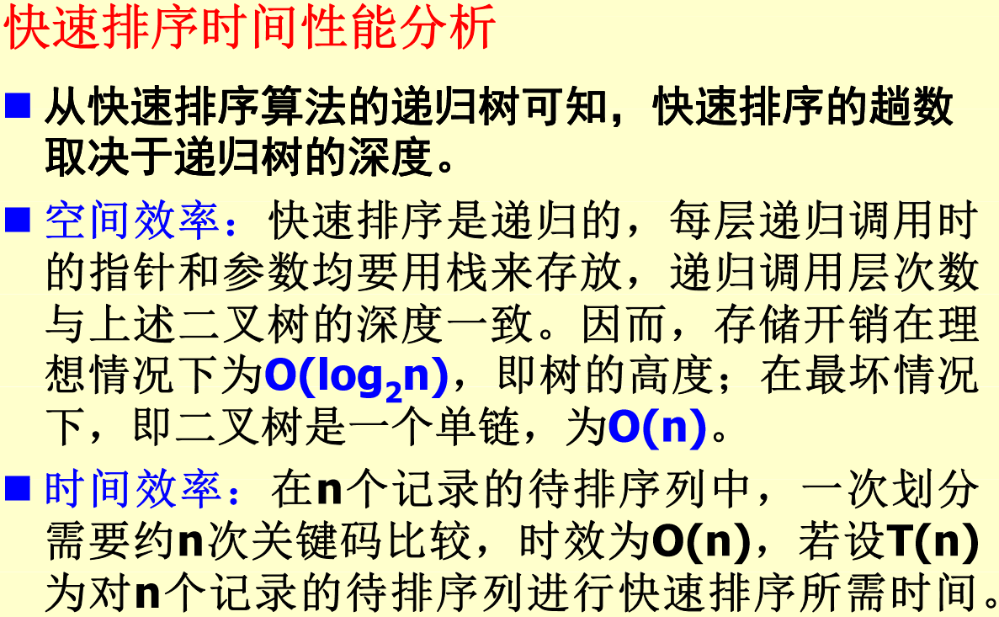 快速排序时间性能分析
从快速排序算法的递归树可知，快速排序的趟数
取决于递归树的深度。
空间效率：快速排序是递归的，每层递归调用时
的指针和参数均要用栈来存放，递归调用层次数
与上述二叉树的深度一致。因而，存储开销在理
想情况下为O(log₂n)，即树的高度；在最坏情况
下，即二叉树是一个单链，为O(n)。
时间效率：在n个记录的待排序列中，一次划分
需要约n次关键码比较，时效为O(n)，若设T(n)
为对n个记录的待排序列进行快速排序所需时间。